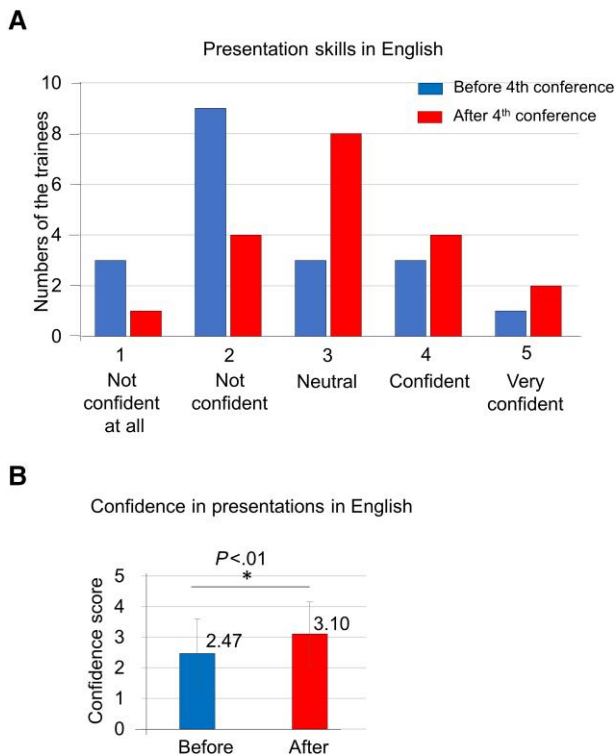 A
Presentation skills in English
Before 4th conference
After 4th conference
Numbers of the trainees
10
8
6
4
2
0
1 2 3 4 5
Not confident at all
Not confident
Neutral
Confident
Very confident
B
Confidence in presentations in English
P<.01
*
Confidence score
5
4
3
2
1
0
2.47
3.10
Before After